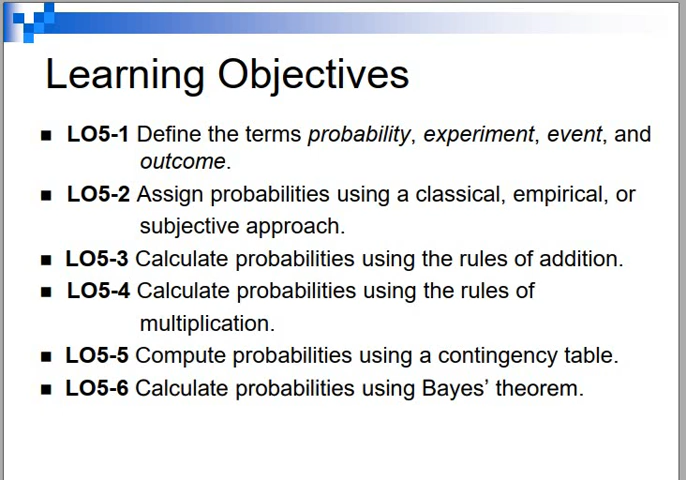 Learning Objectives
■ LO5-1 Define the terms probability, experiment, event, and
outcome.
■ LO5-2 Assign probabilities using a classical, empirical, or
subjective approach.
■ LO5-3 Calculate probabilities using the rules of addition.
■ LO5-4 Calculate probabilities using the rules of
multiplication.
■ LO5-5 Compute probabilities using a contingency table.
■ LO5-6 Calculate probabilities using Bayes’ theorem.